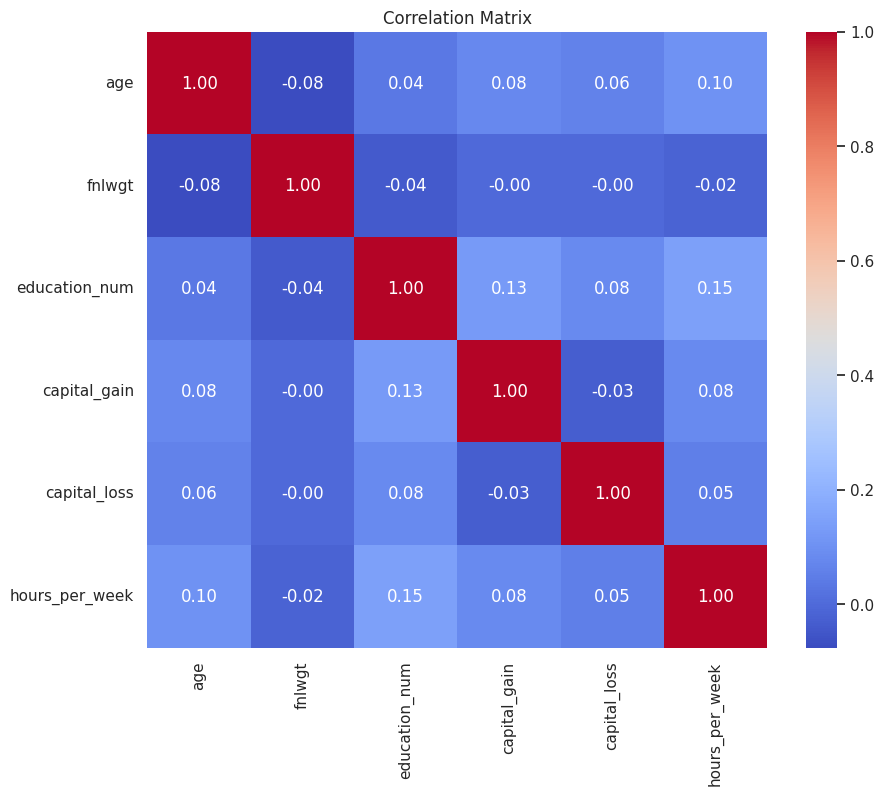 Correlation Matrix
age 1.00 -0.08 0.04 0.08 0.06 0.10
fnlwgt -0.08 1.00 -0.04 -0.00 -0.00 -0.02
education_num 0.04 -0.04 1.00 0.13 0.08 0.15
capital_gain 0.08 -0.00 0.13 1.00 -0.03 0.08
capital_loss 0.06 -0.00 0.08 -0.03 1.00 0.05
hours_per_week 0.10 -0.02 0.15 0.08 0.05 1.00
age
fnlwgt
education_num
capital_gain
capital_loss
hours_per_week
1.0
0.8
0.6
0.4
0.2
0.0